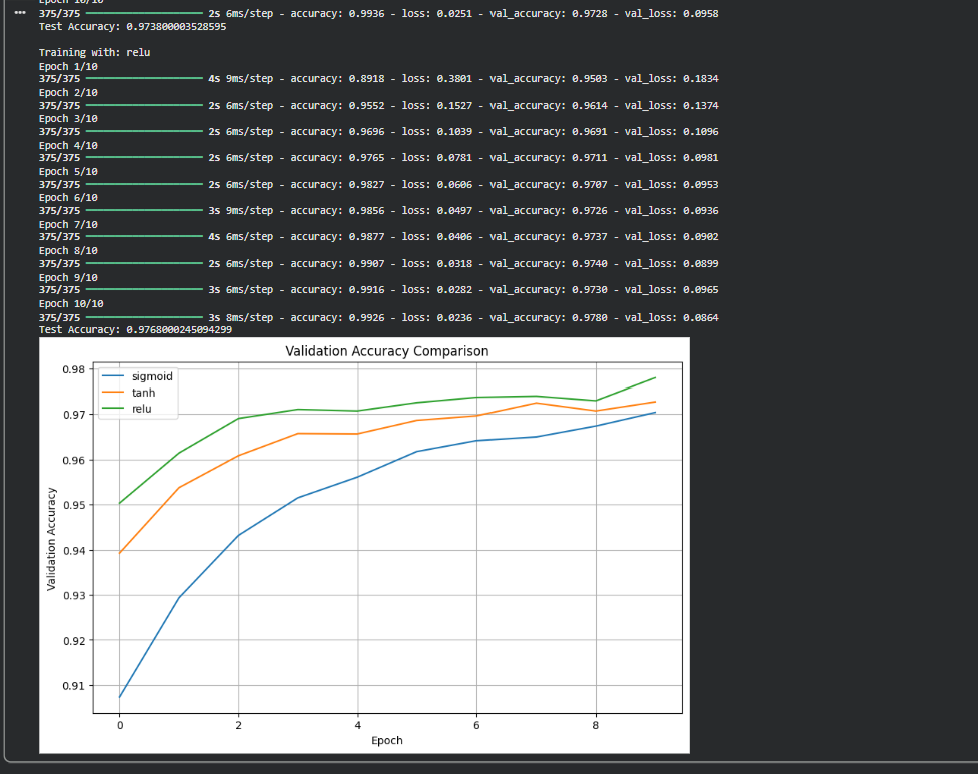 Epoch 10/10
375/375 ━━━━━━━━━━━━━━━━━━━━ 2s 6ms/step - accuracy: 0.9936 - loss: 0.0251 - val_accuracy: 0.9728 - val_loss: 0.0958
Test Accuracy: 0.973800003528595
Training with: relu
Epoch 1/10
375/375 ━━━━━━━━━━━━━━━━━━━━ 4s 9ms/step - accuracy: 0.8918 - loss: 0.3801 - val_accuracy: 0.9503 - val_loss: 0.1834
Epoch 2/10
375/375 ━━━━━━━━━━━━━━━━━━━━ 2s 6ms/step - accuracy: 0.9552 - loss: 0.1527 - val_accuracy: 0.9614 - val_loss: 0.1374
Epoch 3/10
375/375 ━━━━━━━━━━━━━━━━━━━━ 2s 6ms/step - accuracy: 0.9696 - loss: 0.1039 - val_accuracy: 0.9691 - val_loss: 0.1096
Epoch 4/10
375/375 ━━━━━━━━━━━━━━━━━━━━ 2s 6ms/step - accuracy: 0.9765 - loss: 0.0781 - val_accuracy: 0.9711 - val_loss: 0.0981
Epoch 5/10
375/375 ━━━━━━━━━━━━━━━━━━━━ 2s 6ms/step - accuracy: 0.9827 - loss: 0.0606 - val_accuracy: 0.9707 - val_loss: 0.0953
Epoch 6/10
375/375 ━━━━━━━━━━━━━━━━━━━━ 3s 9ms/step - accuracy: 0.9856 - loss: 0.0497 - val_accuracy: 0.9726 - val_loss: 0.0936
Epoch 7/10
375/375 ━━━━━━━━━━━━━━━━━━━━ 4s 6ms/step - accuracy: 0.9877 - loss: 0.0406 - val_accuracy: 0.9737 - val_loss: 0.0902
Epoch 8/10
375/375 ━━━━━━━━━━━━━━━━━━━━ 2s 6ms/step - accuracy: 0.9907 - loss: 0.0318 - val_accuracy: 0.9740 - val_loss: 0.0899
Epoch 9/10
375/375 ━━━━━━━━━━━━━━━━━━━━ 3s 6ms/step - accuracy: 0.9916 - loss: 0.0282 - val_accuracy: 0.9730 - val_loss: 0.0965
Epoch 10/10
375/375 ━━━━━━━━━━━━━━━━━━━━ 3s 8ms/step - accuracy: 0.9926 - loss: 0.0236 - val_accuracy: 0.9780 - val_loss: 0.0864
Test Accuracy: 0.9768000245094299
Validation Accuracy Comparison
sigmoid
tanh
relu
0.98
0.97
0.96
0.95
0.94
0.93
0.92
0.91
Validation Accuracy
0 2 4 6 8
Epoch